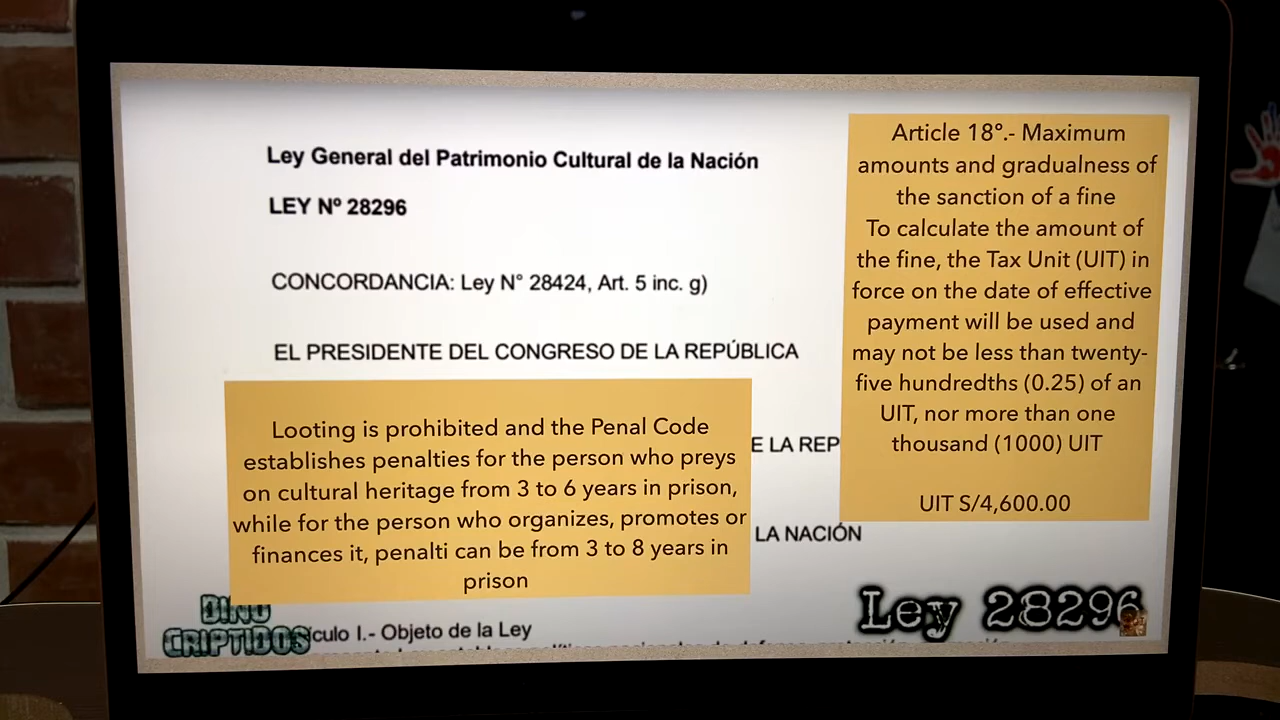 Ley General del Patrimonio Cultural de la Nación
LEY Nº 28296
CONCORDANCIA: Ley N° 28424, Art. 5 inc. g)
EL PRESIDENTE DEL CONGRESO DE LA REPÚBLICA
E LA REP
LA NACIÓN
Looting is prohibited and the Penal Code
establishes penalties for the person who preys
on cultural heritage from 3 to 6 years in prison,
while for the person who organizes, promotes or
finances it, penalti can be from 3 to 8 years in
prison
Article 18°.- Maximum
amounts and gradualness of
the sanction of a fine
To calculate the amount of
the fine, the Tax Unit (UIT) in
force on the date of effective
payment will be used and
may not be less than twenty-
five hundredths (0.25) of an
UIT, nor more than one
thousand (1000) UIT
UIT S/4,600.00
DINO
CRIPTIDOS
ículo I.- Objeto de la Ley
Ley 28296